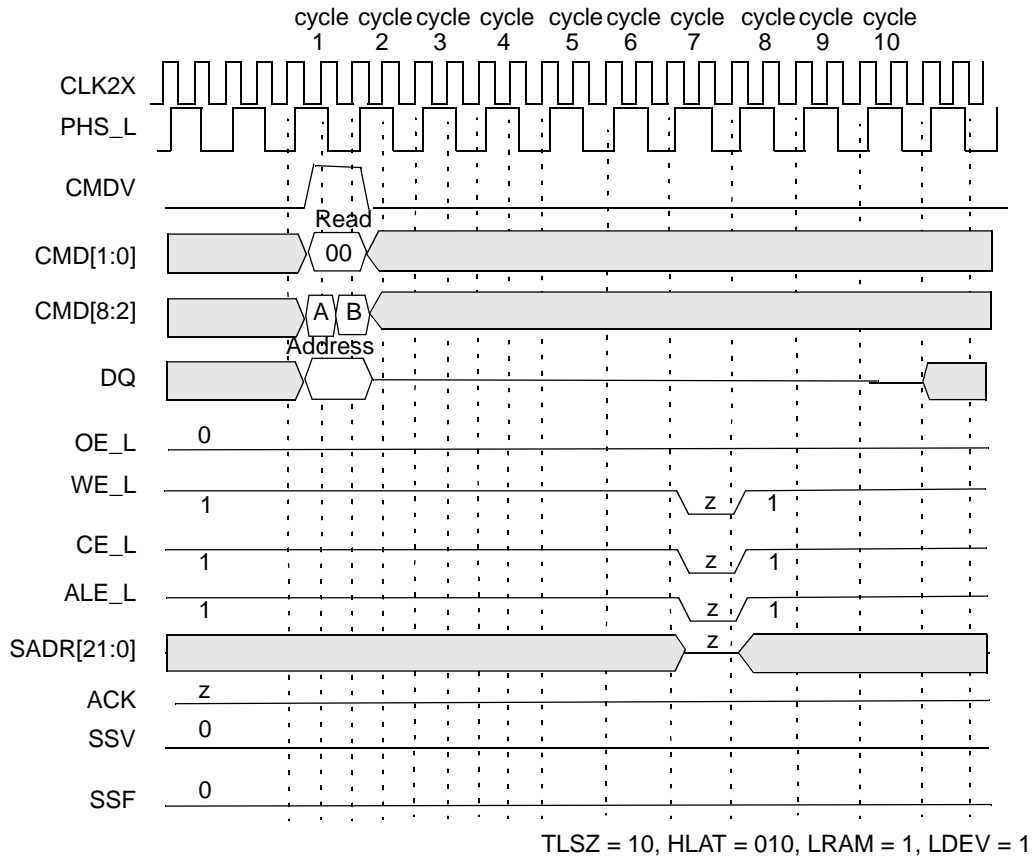 cycle cycle cycle cycle cycle cycle cycle cycle cycle cycle
1 2 3 4 5 6 7 8 9 10
CLK2X
PHS_L
CMDV
Read
CMD[1:0] 00
CMD[8:2] A B
Address
DQ
OE_L 0
WE_L 1 z 1
CE_L 1 z 1
ALE_L 1 z 1
SADR[21:0] z
ACK z
SSV 0
SSF 0
TLSZ = 10, HLAT = 010, LRAM = 1, LDEV = 1